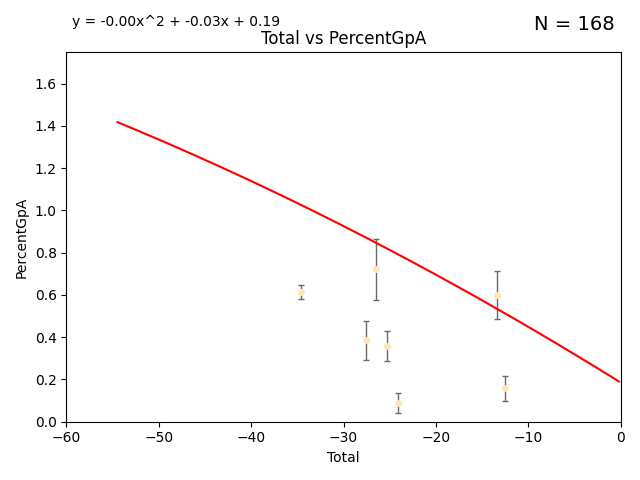 y = -0.00x^2 + -0.03x + 0.19
N = 168
Total vs PercentGpA
PercentGpA
1.6
1.4
1.2
1.0
0.8
0.6
0.4
0.2
0.0
−60 −50 −40 −30 −20 −10 0
Total